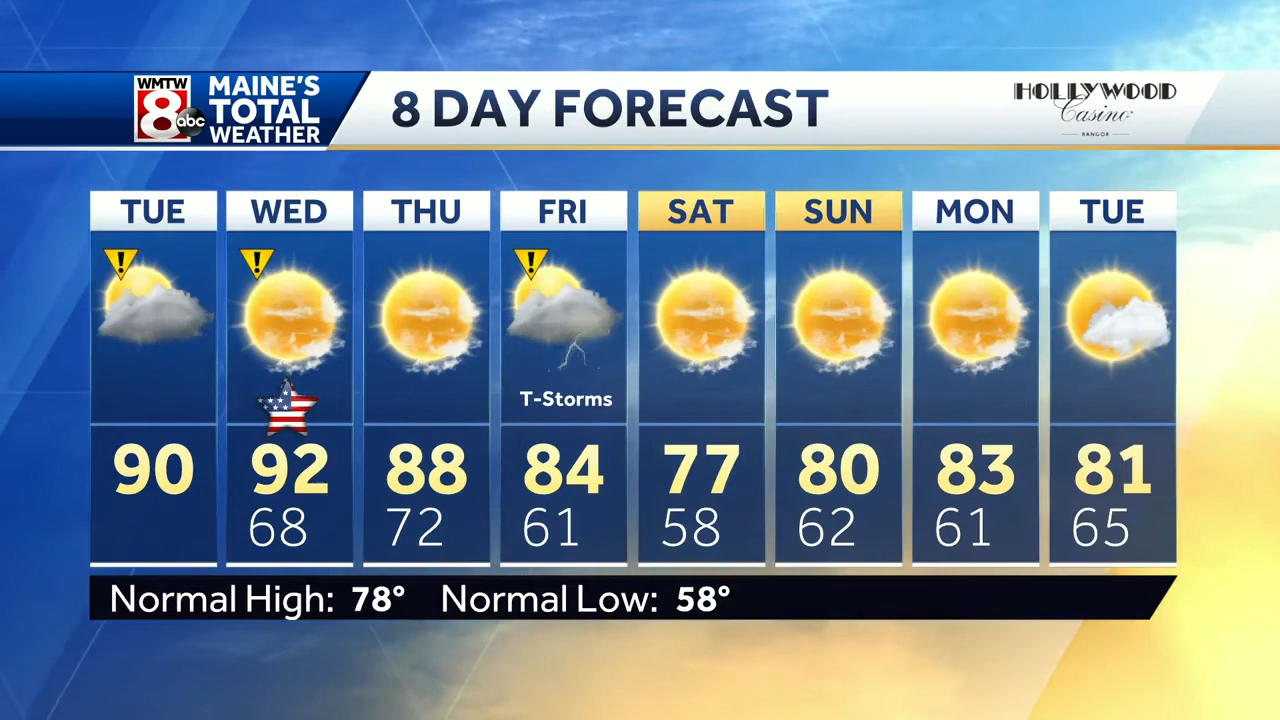 WMTW
8
abc
MAINE'S
TOTAL
WEATHER
8 DAY FORECAST
HOLLYWOOD
Casino
BANGOR
TUE WED THU FRI SAT SUN MON TUE
! ! !
T-Storms
90 92 88 84 77 80 83 81
68 72 61 58 62 61 65
Normal High: 78° Normal Low: 58°